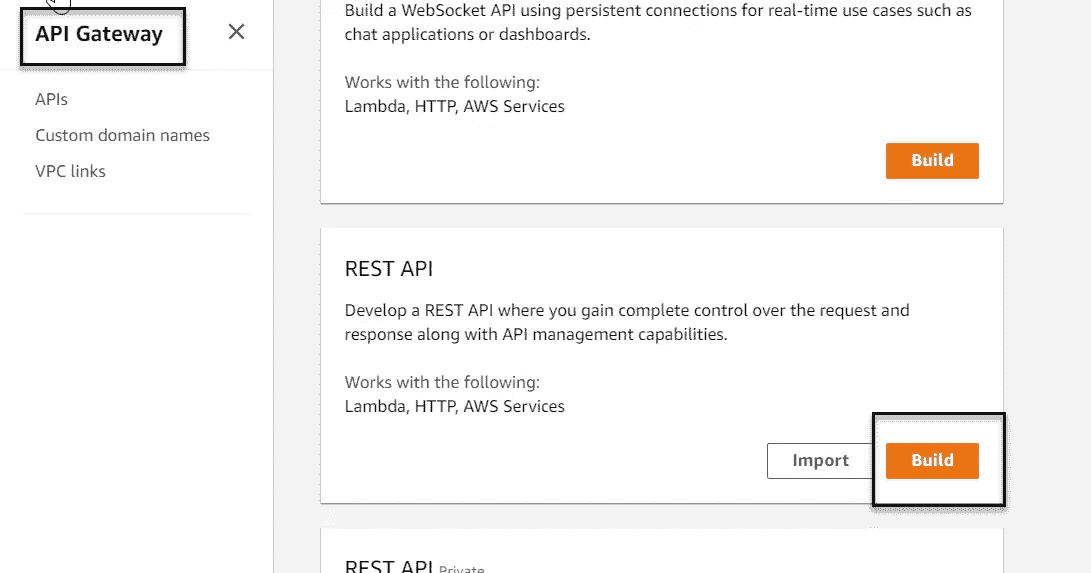 API Gateway
APIs
Custom domain names
VPC links
Build a WebSocket API using persistent connections for real-time use cases such as
chat applications or dashboards.
Works with the following:
Lambda, HTTP, AWS Services
Build
REST API
Develop a REST API where you gain complete control over the request and
response along with API management capabilities.
Works with the following:
Lambda, HTTP, AWS Services
Import
Build
REST API Private